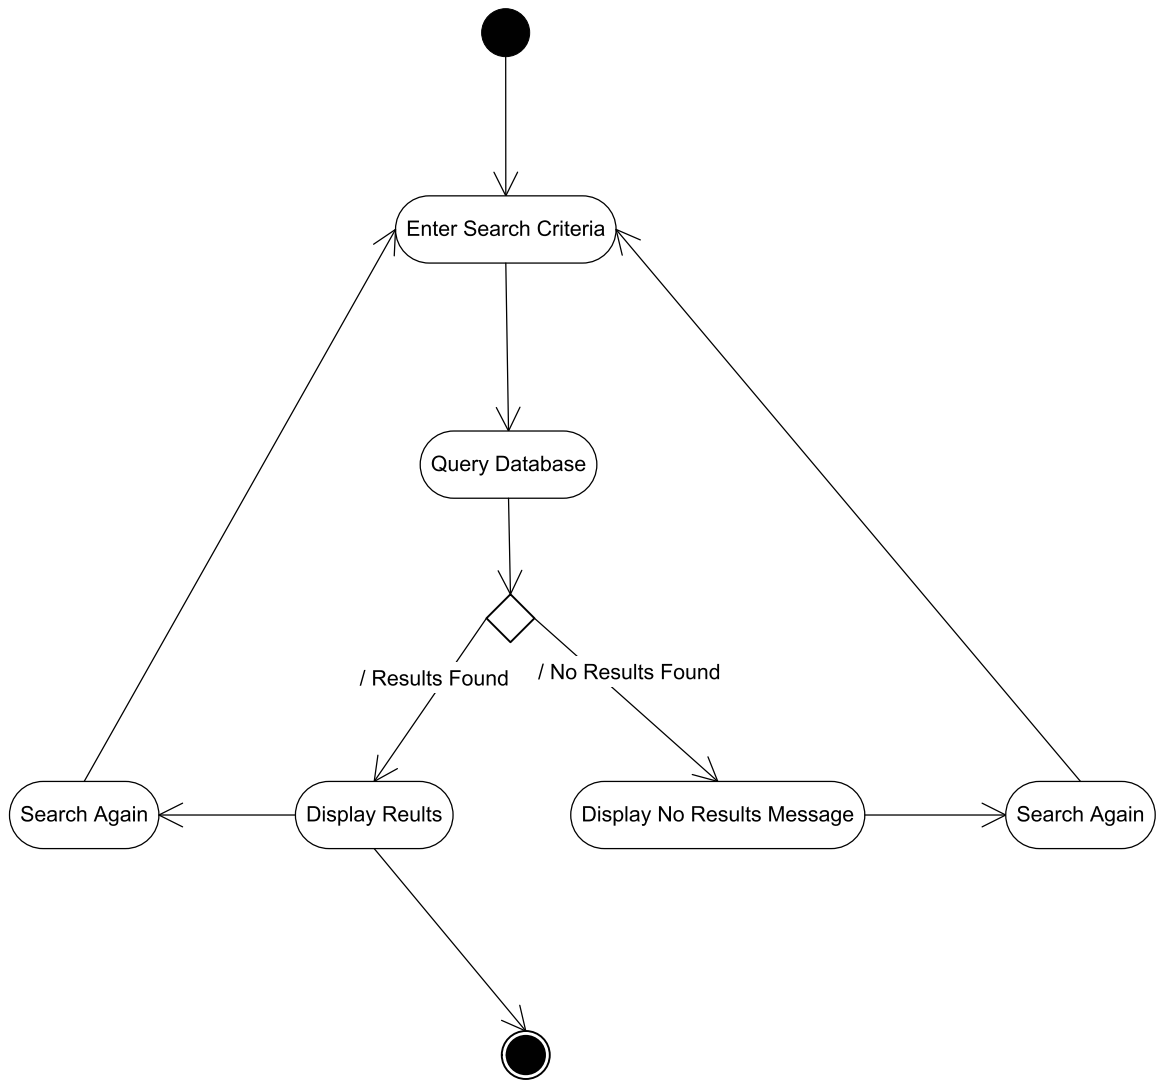 Enter Search Criteria
Query Database
/ Results Found
/ No Results Found
Search Again
Display Reults
Display No Results Message
Search Again